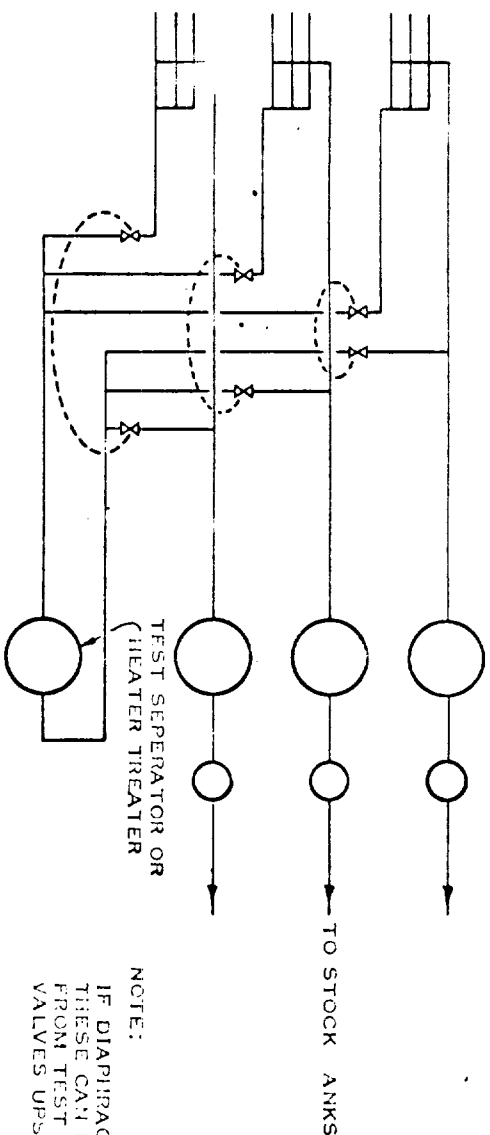 TEST SEPERATOR OR
HEATER TREATER
TO STOCK ANKS
NOTE:
IF DIAPHRAG
THESE CAN
FROM TEST
VALVES UPS